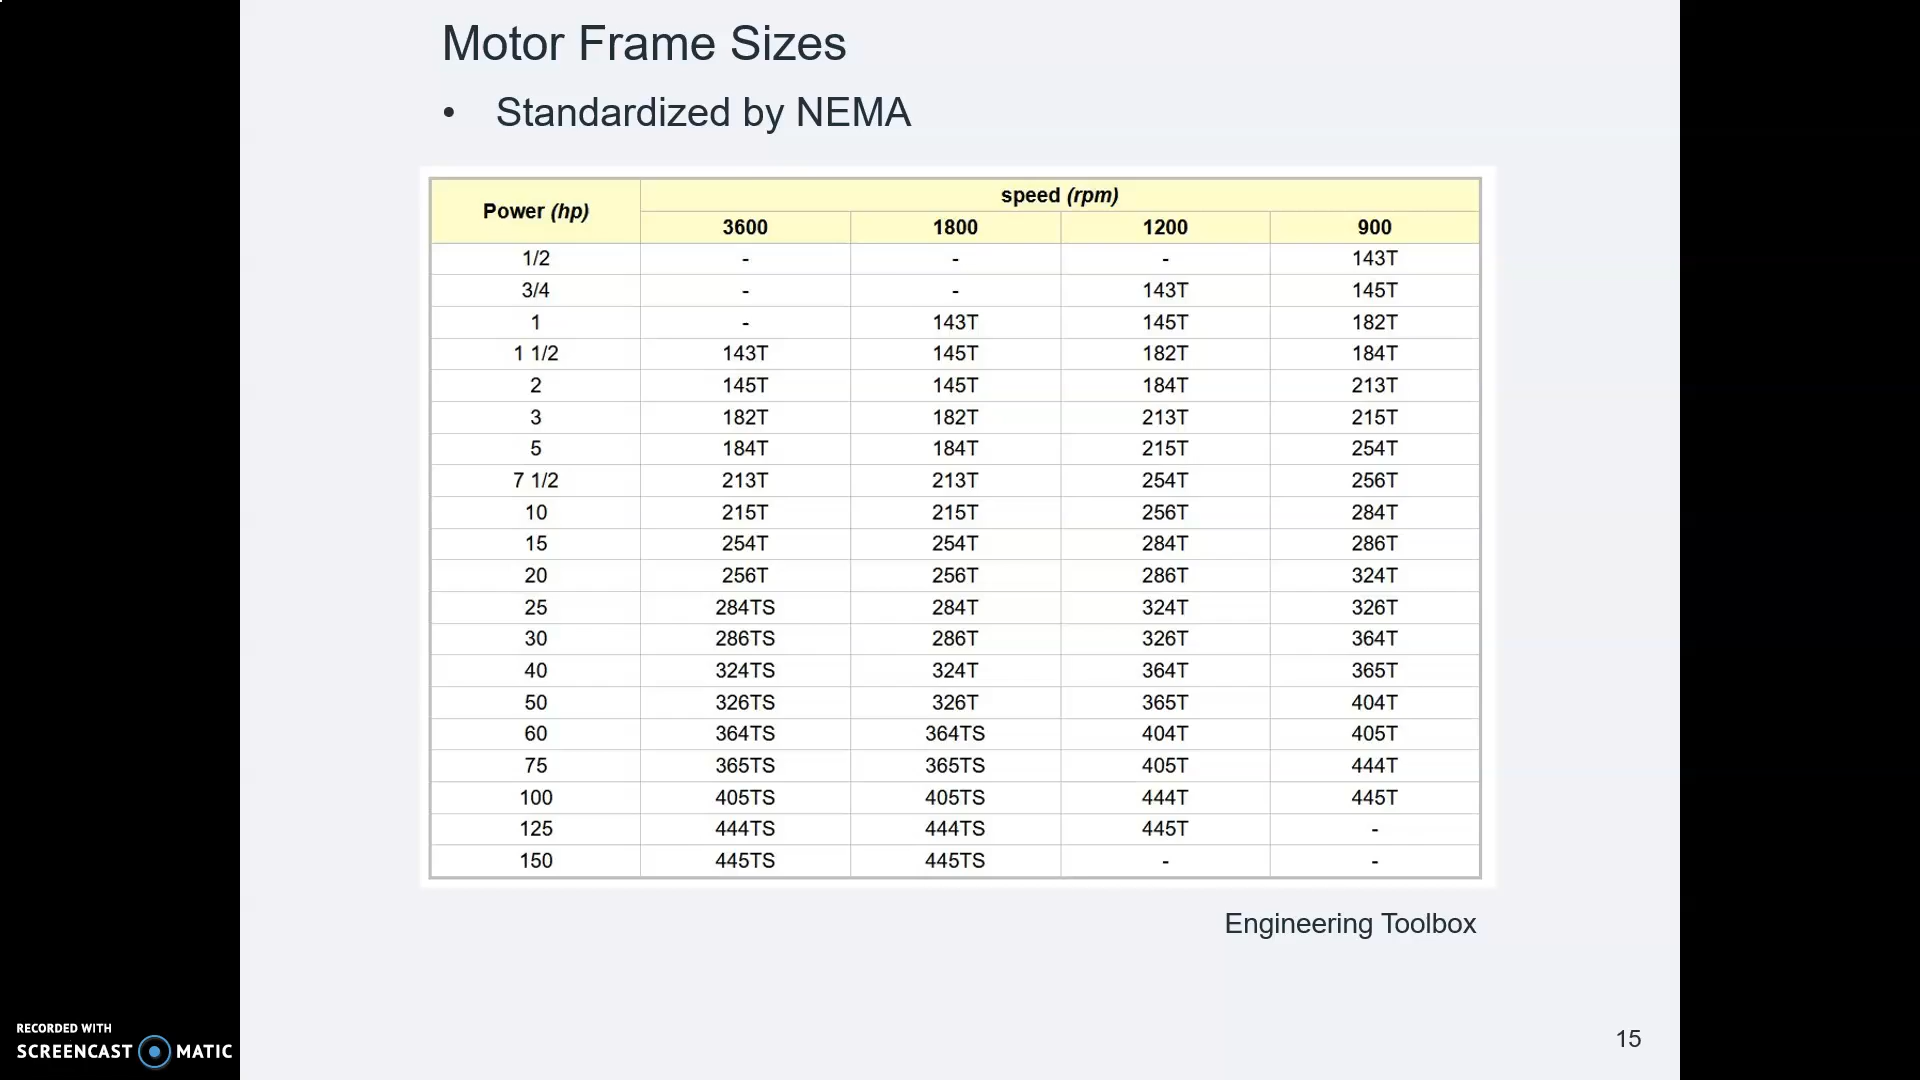 Motor Frame Sizes
• Standardized by NEMA
Power (hp) speed (rpm)
3600 1800 1200 900
1/2 - - - 143T
3/4 - - 143T 145T
1 - 143T 145T 182T
1 1/2 143T 145T 182T 184T
2 145T 145T 184T 213T
3 182T 182T 213T 215T
5 184T 184T 215T 254T
7 1/2 213T 213T 254T 256T
10 215T 215T 256T 284T
15 254T 254T 284T 286T
20 256T 256T 286T 324T
25 284TS 284T 324T 326T
30 286TS 286T 326T 364T
40 324TS 324T 364T 365T
50 326TS 326T 365T 404T
60 364TS 364TS 404T 405T
75 365TS 365TS 405T 444T
100 405TS 405TS 444T 445T
125 444TS 444TS 445T -
150 445TS 445TS - -
Engineering Toolbox
15
RECORDED WITH
SCREENCAST MATIC